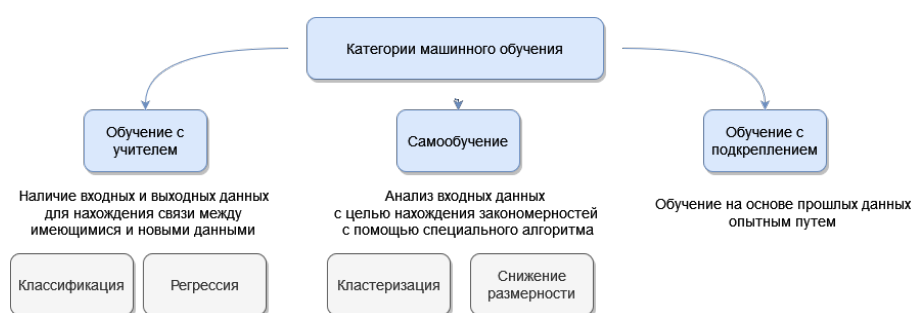 Категории машинного обучения
Обучение с
учителем
Самообучение
Обучение с
подкреплением
Наличие входных и выходных данных
для нахождения связи между
имеющимися и новыми данными
Анализ входных данных
с целью нахождения закономерностей
с помощью специального алгоритма
Обучение на основе прошлых данных
опытным путем
Классификация
Регрессия
Кластеризация
Снижение
размерности